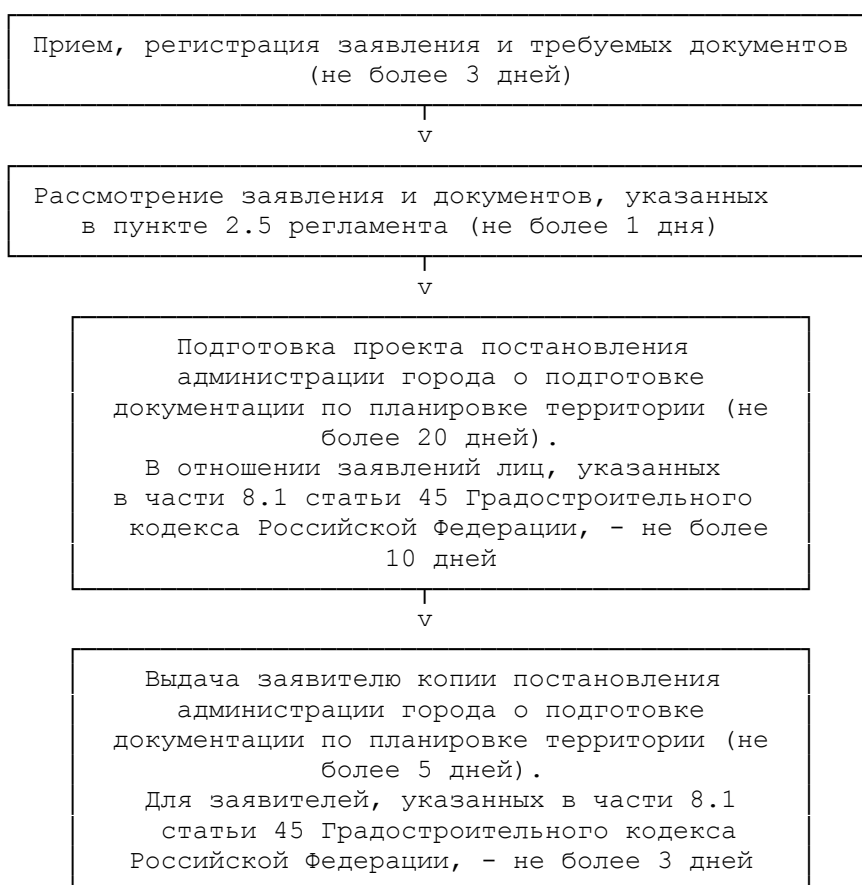 Прием, регистрация заявления и требуемых документов
(не более 3 дней)
v
Рассмотрение заявления и документов, указанных
в пункте 2.5 регламента (не более 1 дня)
v
Подготовка проекта постановления
администрации города о подготовке
документации по планировке территории (не
более 20 дней).
В отношении заявлений лиц, указанных
в части 8.1 статьи 45 Градостроительного
кодекса Российской Федерации, - не более
10 дней
v
Выдача заявителю копии постановления
администрации города о подготовке
документации по планировке территории (не
более 5 дней).
Для заявителей, указанных в части 8.1
статьи 45 Градостроительного кодекса
Российской Федерации, - не более 3 дней